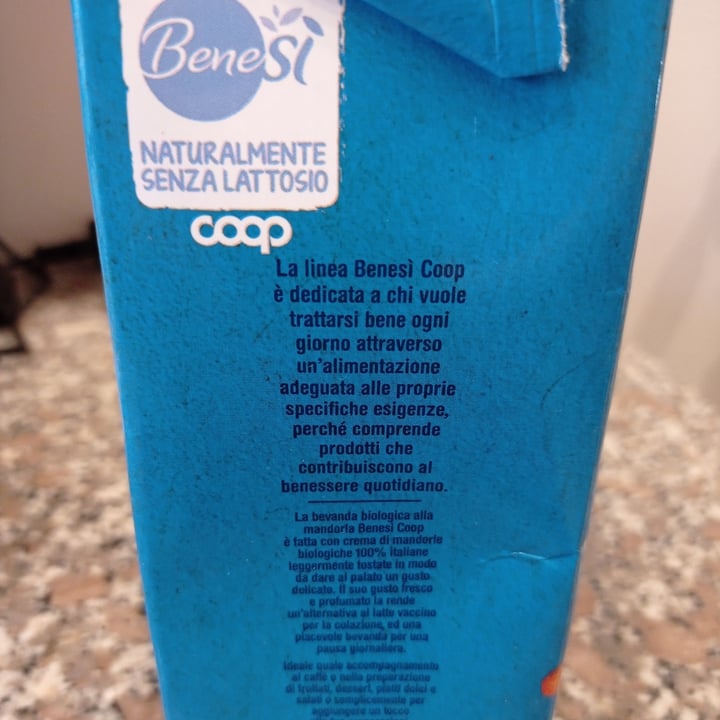 BeneSì
NATURALMENTE
SENZA LATTOSIO
coop
La linea Benesì Coop
è dedicata a chi vuole
trattarsi bene ogni
giorno attraverso
un'alimentazione
adeguata alle proprie
specifiche esigenze,
perché comprende
prodotti che
contribuiscono al
benessere quotidiano.
La bevanda biologica alla
mandorla Benesì Coop
è fatta con crema di mandorle
biologiche 100% italiane
leggermente tostate in modo
da dare al palato un gusto
delicato. Il suo gusto fresco
e profumato la rende
un'alternativa al latte vaccino
per la colazione, ed una
piacevole bevanda per una
pausa giornaliera.
Ideale quale accompagnamento
al caffè o nella preparazione
di frullati, dessert, piatti dolci e
salati o semplicemente per
aggiungere un tocco